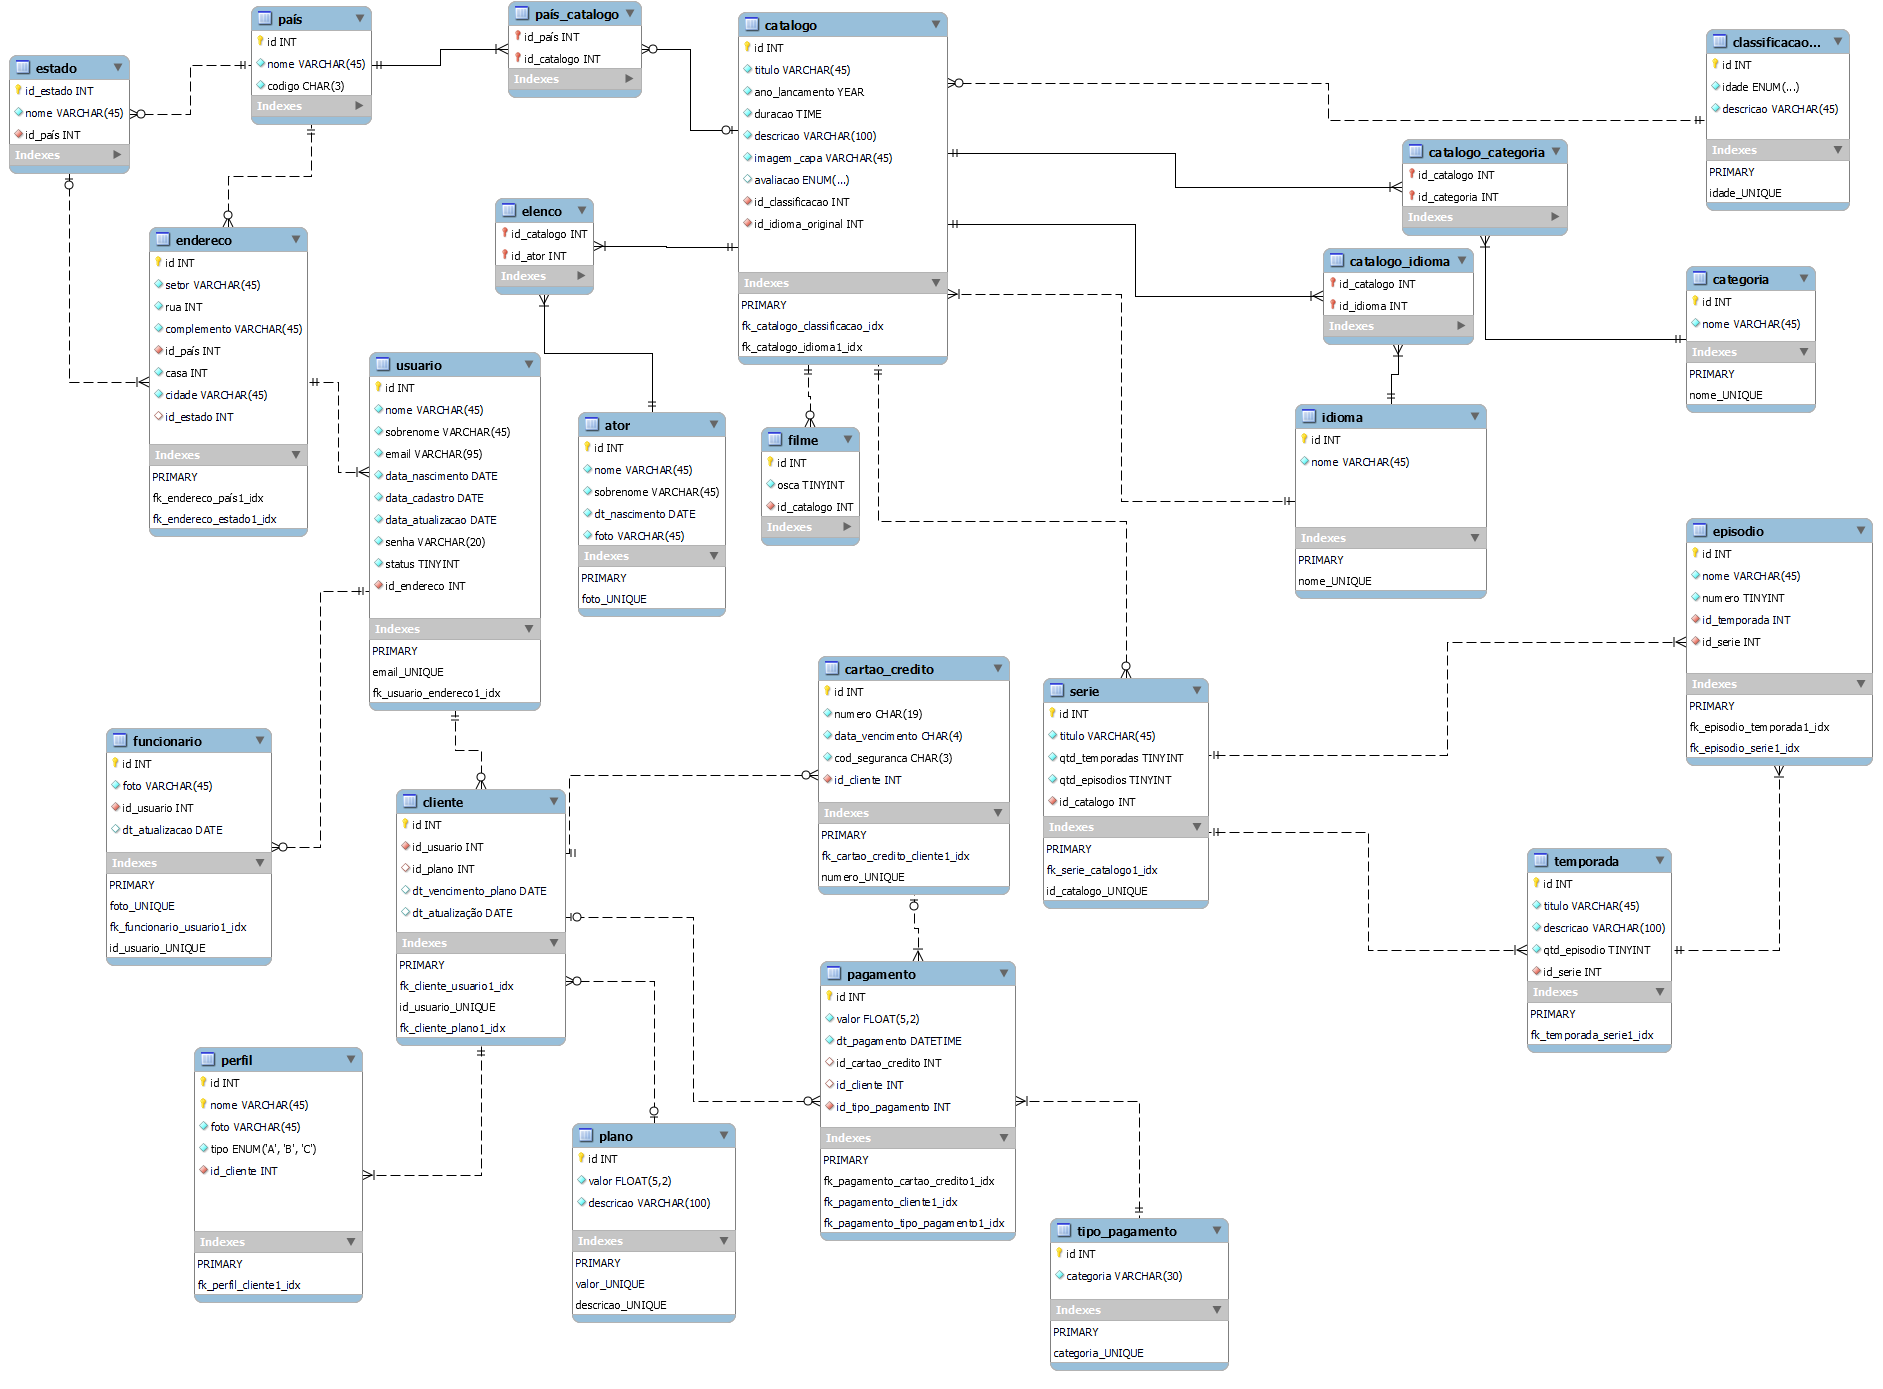 país
id INT
nome VARCHAR(45)
codigo CHAR(3)
Indexes
país_catalogo
id_país INT
id_catalogo INT
Indexes
catalogo
id INT
titulo VARCHAR(45)
ano_lancamento YEAR
duracao TIME
descricao VARCHAR(100)
imagem_capa VARCHAR(45)
avaliacao ENUM(...)
id_classificacao INT
id_idioma_original INT
Indexes
PRIMARY
fk_catalogo_classificacao_idx
fk_catalogo_idioma1_idx
classificacao...
id INT
idade ENUM(...)
descricao VARCHAR(45)
Indexes
PRIMARY
idade_UNIQUE
estado
id_estado INT
nome VARCHAR(45)
id_país INT
Indexes
catalogo_categoria
id_catalogo INT
id_categoria INT
Indexes
elenco
id_catalogo INT
id_ator INT
Indexes
endereco
id INT
setor VARCHAR(45)
rua INT
complemento VARCHAR(45)
id_país INT
casa INT
cidade VARCHAR(45)
id_estado INT
Indexes
PRIMARY
fk_endereco_país1_idx
fk_endereco_estado1_idx
catalogo_idioma
id_catalogo INT
id_idioma INT
Indexes
categoria
id INT
nome VARCHAR(45)
Indexes
PRIMARY
nome_UNIQUE
usuario
id INT
nome VARCHAR(45)
sobrenome VARCHAR(45)
email VARCHAR(95)
data_nascimento DATE
data_cadastro DATE
data_atualizacao DATE
senha VARCHAR(20)
status TINYINT
id_endereco INT
Indexes
PRIMARY
email_UNIQUE
fk_usuario_endereco1_idx
ator
id INT
nome VARCHAR(45)
sobrenome VARCHAR(45)
dt_nascimento DATE
foto VARCHAR(45)
Indexes
PRIMARY
foto_UNIQUE
filme
id INT
osca TINYINT
id_catalogo INT
Indexes
idioma
id INT
nome VARCHAR(45)
Indexes
PRIMARY
nome_UNIQUE
episodio
id INT
nome VARCHAR(45)
numero TINYINT
id_temporada INT
id_serie INT
Indexes
PRIMARY
fk_episodio_temporada1_idx
fk_episodio_serie1_idx
cartao_credito
id INT
numero CHAR(19)
data_vencimento CHAR(4)
cod_seguranca CHAR(3)
id_cliente INT
Indexes
PRIMARY
fk_cartao_credito_cliente1_idx
numero_UNIQUE
serie
id INT
titulo VARCHAR(45)
qtd_temporadas TINYINT
qtd_episodios TINYINT
id_catalogo INT
Indexes
PRIMARY
fk_serie_catalogo1_idx
id_catalogo_UNIQUE
funcionario
id INT
foto VARCHAR(45)
id_usuario INT
dt_atualizacao DATE
Indexes
PRIMARY
foto_UNIQUE
fk_funcionario_usuario1_idx
id_usuario_UNIQUE
cliente
id INT
id_usuario INT
id_plano INT
dt_vencimento_plano DATE
dt_atualização DATE
Indexes
PRIMARY
fk_cliente_usuario1_idx
id_usuario_UNIQUE
fk_cliente_plano1_idx
temporada
id INT
titulo VARCHAR(45)
descricao VARCHAR(100)
qtd_episodio TINYINT
id_serie INT
Indexes
PRIMARY
fk_temporada_serie1_idx
pagamento
id INT
valor FLOAT(5,2)
dt_pagamento DATETIME
id_cartao_credito INT
id_cliente INT
id_tipo_pagamento INT
Indexes
PRIMARY
fk_pagamento_cartao_credito1_idx
fk_pagamento_cliente1_idx
fk_pagamento_tipo_pagamento1_idx
perfil
id INT
nome VARCHAR(45)
foto VARCHAR(45)
tipo ENUM('A', 'B', 'C')
id_cliente INT
Indexes
PRIMARY
fk_perfil_cliente1_idx
plano
id INT
valor FLOAT(5,2)
descricao VARCHAR(100)
Indexes
PRIMARY
valor_UNIQUE
descricao_UNIQUE
tipo_pagamento
id INT
categoria VARCHAR(30)
Indexes
PRIMARY
categoria_UNIQUE